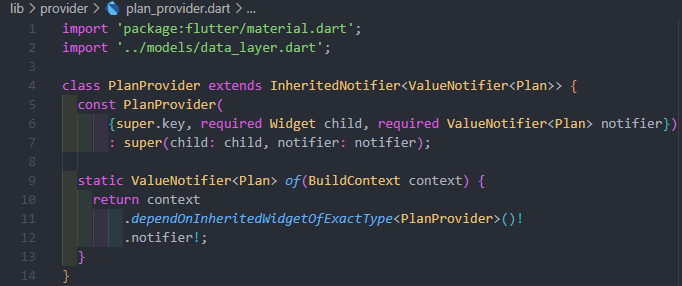 lib > provider > plan_provider.dart > ...
1 import 'package:flutter/material.dart';
2 import '../models/data_layer.dart';
3
4 class PlanProvider extends InheritedNotifier<ValueNotifier<Plan>> {
5   const PlanProvider(
6       {super.key, required Widget child, required ValueNotifier<Plan> notifier})
7       : super(child: child, notifier: notifier);
8
9   static ValueNotifier<Plan> of(BuildContext context) {
10     return context
11         .dependOnInheritedWidgetOfExactType<PlanProvider>()!
12         .notifier!;
13   }
14 }